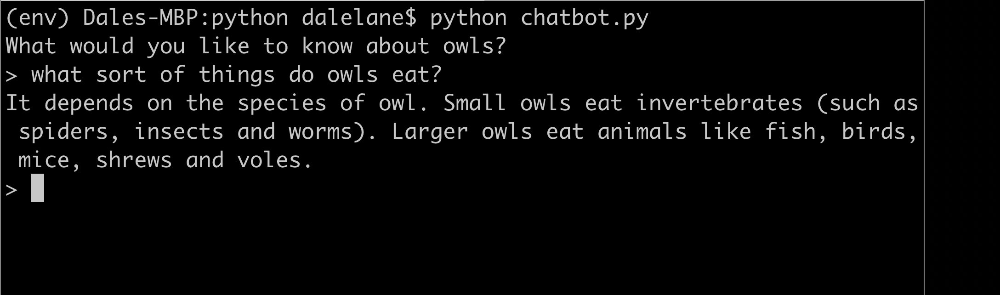 (env) Dales-MBP:python dalelane$ python chatbot.py
What would you like to know about owls?
> what sort of things do owls eat?
It depends on the species of owl. Small owls eat invertebrates (such as
spiders, insects and worms). Larger owls eat animals like fish, birds,
mice, shrews and voles.
>